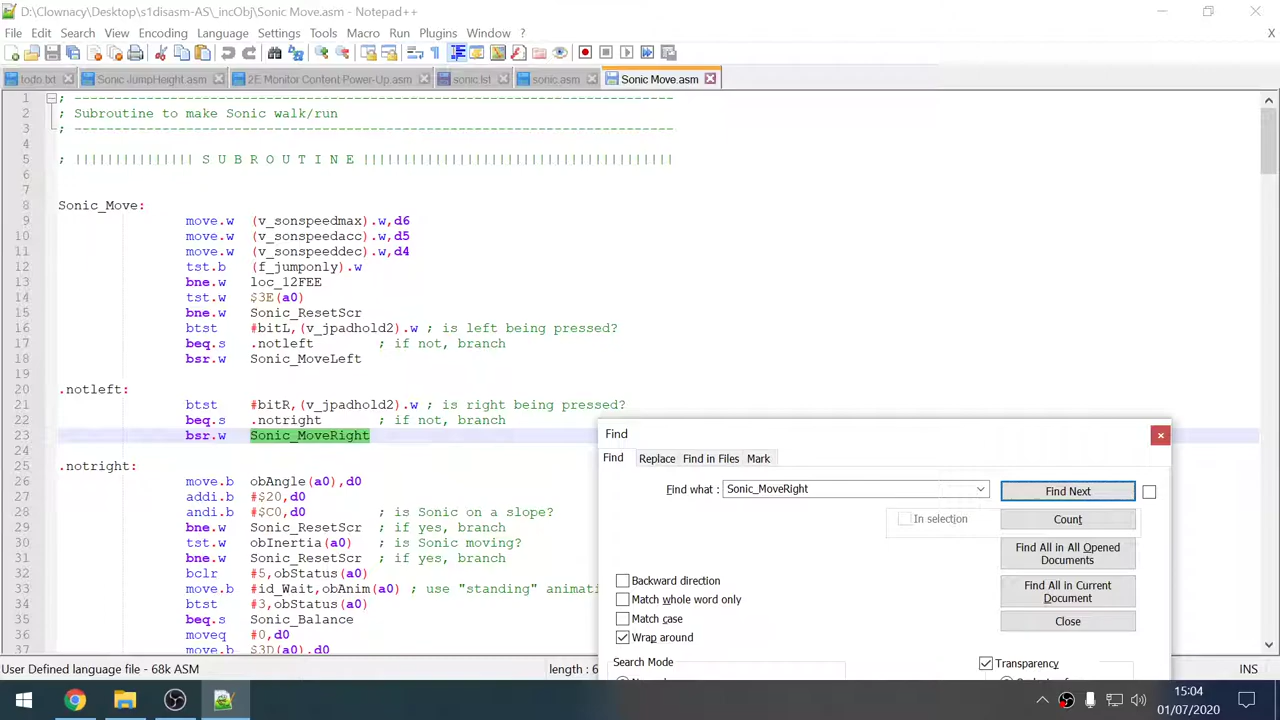 D:\Clownacy\Desktop\s1disasm-AS\_incObj\Sonic Move.asm - Notepad++
File Edit Search View Encoding Language Settings Tools Macro Run Plugins Window ? X
todo.txt Sonic JumpHeight.asm 2E Monitor Content Power-Up.asm sonic.lst sonic.asm Sonic Move.asm
1 ; ---------------------------------------------------------------------------
2 ; Subroutine to make Sonic walk/run
3 ; ---------------------------------------------------------------------------
4
5 ; ||||||||||||||| S U B R O U T I N E |||||||||||||||||||||||||||||||||||||||
6
7
8 Sonic_Move:
9 move.w (v_sonspeedmax).w,d6
10 move.w (v_sonspeedacc).w,d5
11 move.w (v_sonspeeddec).w,d4
12 tst.b (f_jumponly).w
13 bne.w loc_12FEE
14 tst.w $3E(a0)
15 bne.w Sonic_ResetScr
16 btst #bitL,(v_jpadhold2).w ; is left being pressed?
17 beq.s .notleft ; if not, branch
18 bsr.w Sonic_MoveLeft
19
20 .notleft:
21 btst #bitR,(v_jpadhold2).w ; is right being pressed?
22 beq.s .notright ; if not, branch
23 bsr.w Sonic_MoveRight
24
25 .notright:
26 move.b obAngle(a0),d0
27 addi.b #$20,d0
28 andi.b #$C0,d0 ; is Sonic on a slope?
29 bne.w Sonic_ResetScr ; if yes, branch
30 tst.w obInertia(a0) ; is Sonic moving?
31 bne.w Sonic_ResetScr ; if yes, branch
32 bclr #5,obStatus(a0)
33 move.b #id_Wait,obAnim(a0) ; use "standing" animati
34 btst #3,obStatus(a0)
35 beq.s Sonic_Balance
36 moveq #0,d0
37 move.b $3D(a0),d0
Find
Find Replace Find in Files Mark
Find what : Sonic_MoveRight Find Next
In selection Count
Find All in All Opened Documents
Backward direction
Match whole word only
Find All in Current Document
Match case
Wrap around
Close
Search Mode
Transparency
User Defined language file - 68k ASM length : 6 INS
15:04
01/07/2020